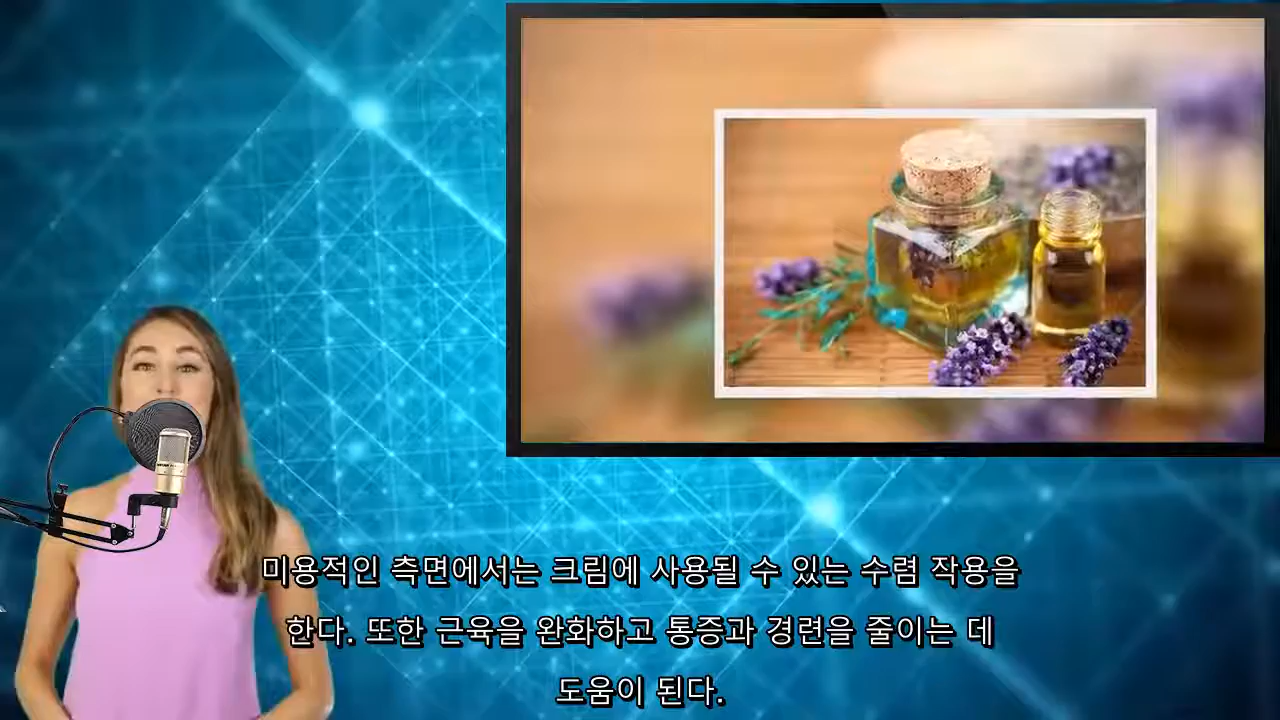 미용적인 측면에서는 크림에 사용될 수 있는 수렴 작용을
한다. 또한 근육을 완화하고 통증과 경련을 줄이는 데
도움이 된다.